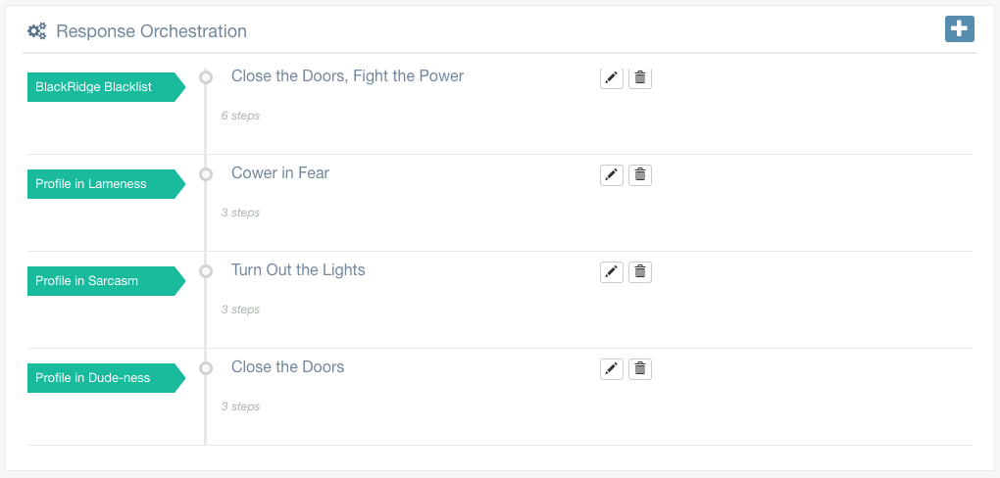 Response Orchestration
BlackRidge Blacklist
Close the Doors, Fight the Power
6 steps
Profile in Lameness
Cower in Fear
3 steps
Profile in Sarcasm
Turn Out the Lights
3 steps
Profile in Dude-ness
Close the Doors
3 steps